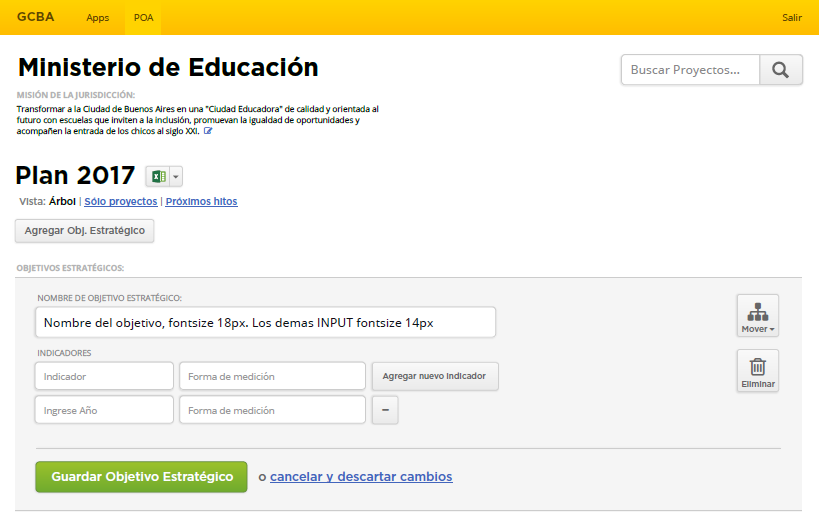 GCBA Apps POA Salir
Ministerio de Educación
Buscar Proyectos...
MISIÓN DE LA JURISDICCIÓN:
Transformar a la Ciudad de Buenos Aires en una "Ciudad Educadora" de calidad y orientada al
futuro con escuelas que inviten a la inclusión, promuevan la igualdad de oportunidades y
acompañen la entrada de los chicos al siglo XXI.
Plan 2017
Vista: Árbol | Sólo proyectos | Próximos hitos
Agregar Obj. Estratégico
OBJETIVOS ESTRATÉGICOS:
NOMBRE DE OBJETIVO ESTRATÉGICO:
Nombre del objetivo, fontsize 18px. Los demas INPUT fontsize 14px
Mover
INDICADORES
Indicador Forma de medición Agregar nuevo Indicador
Eliminar
Ingrese Año Forma de medición −
Guardar Objetivo Estratégico o cancelar y descartar cambios